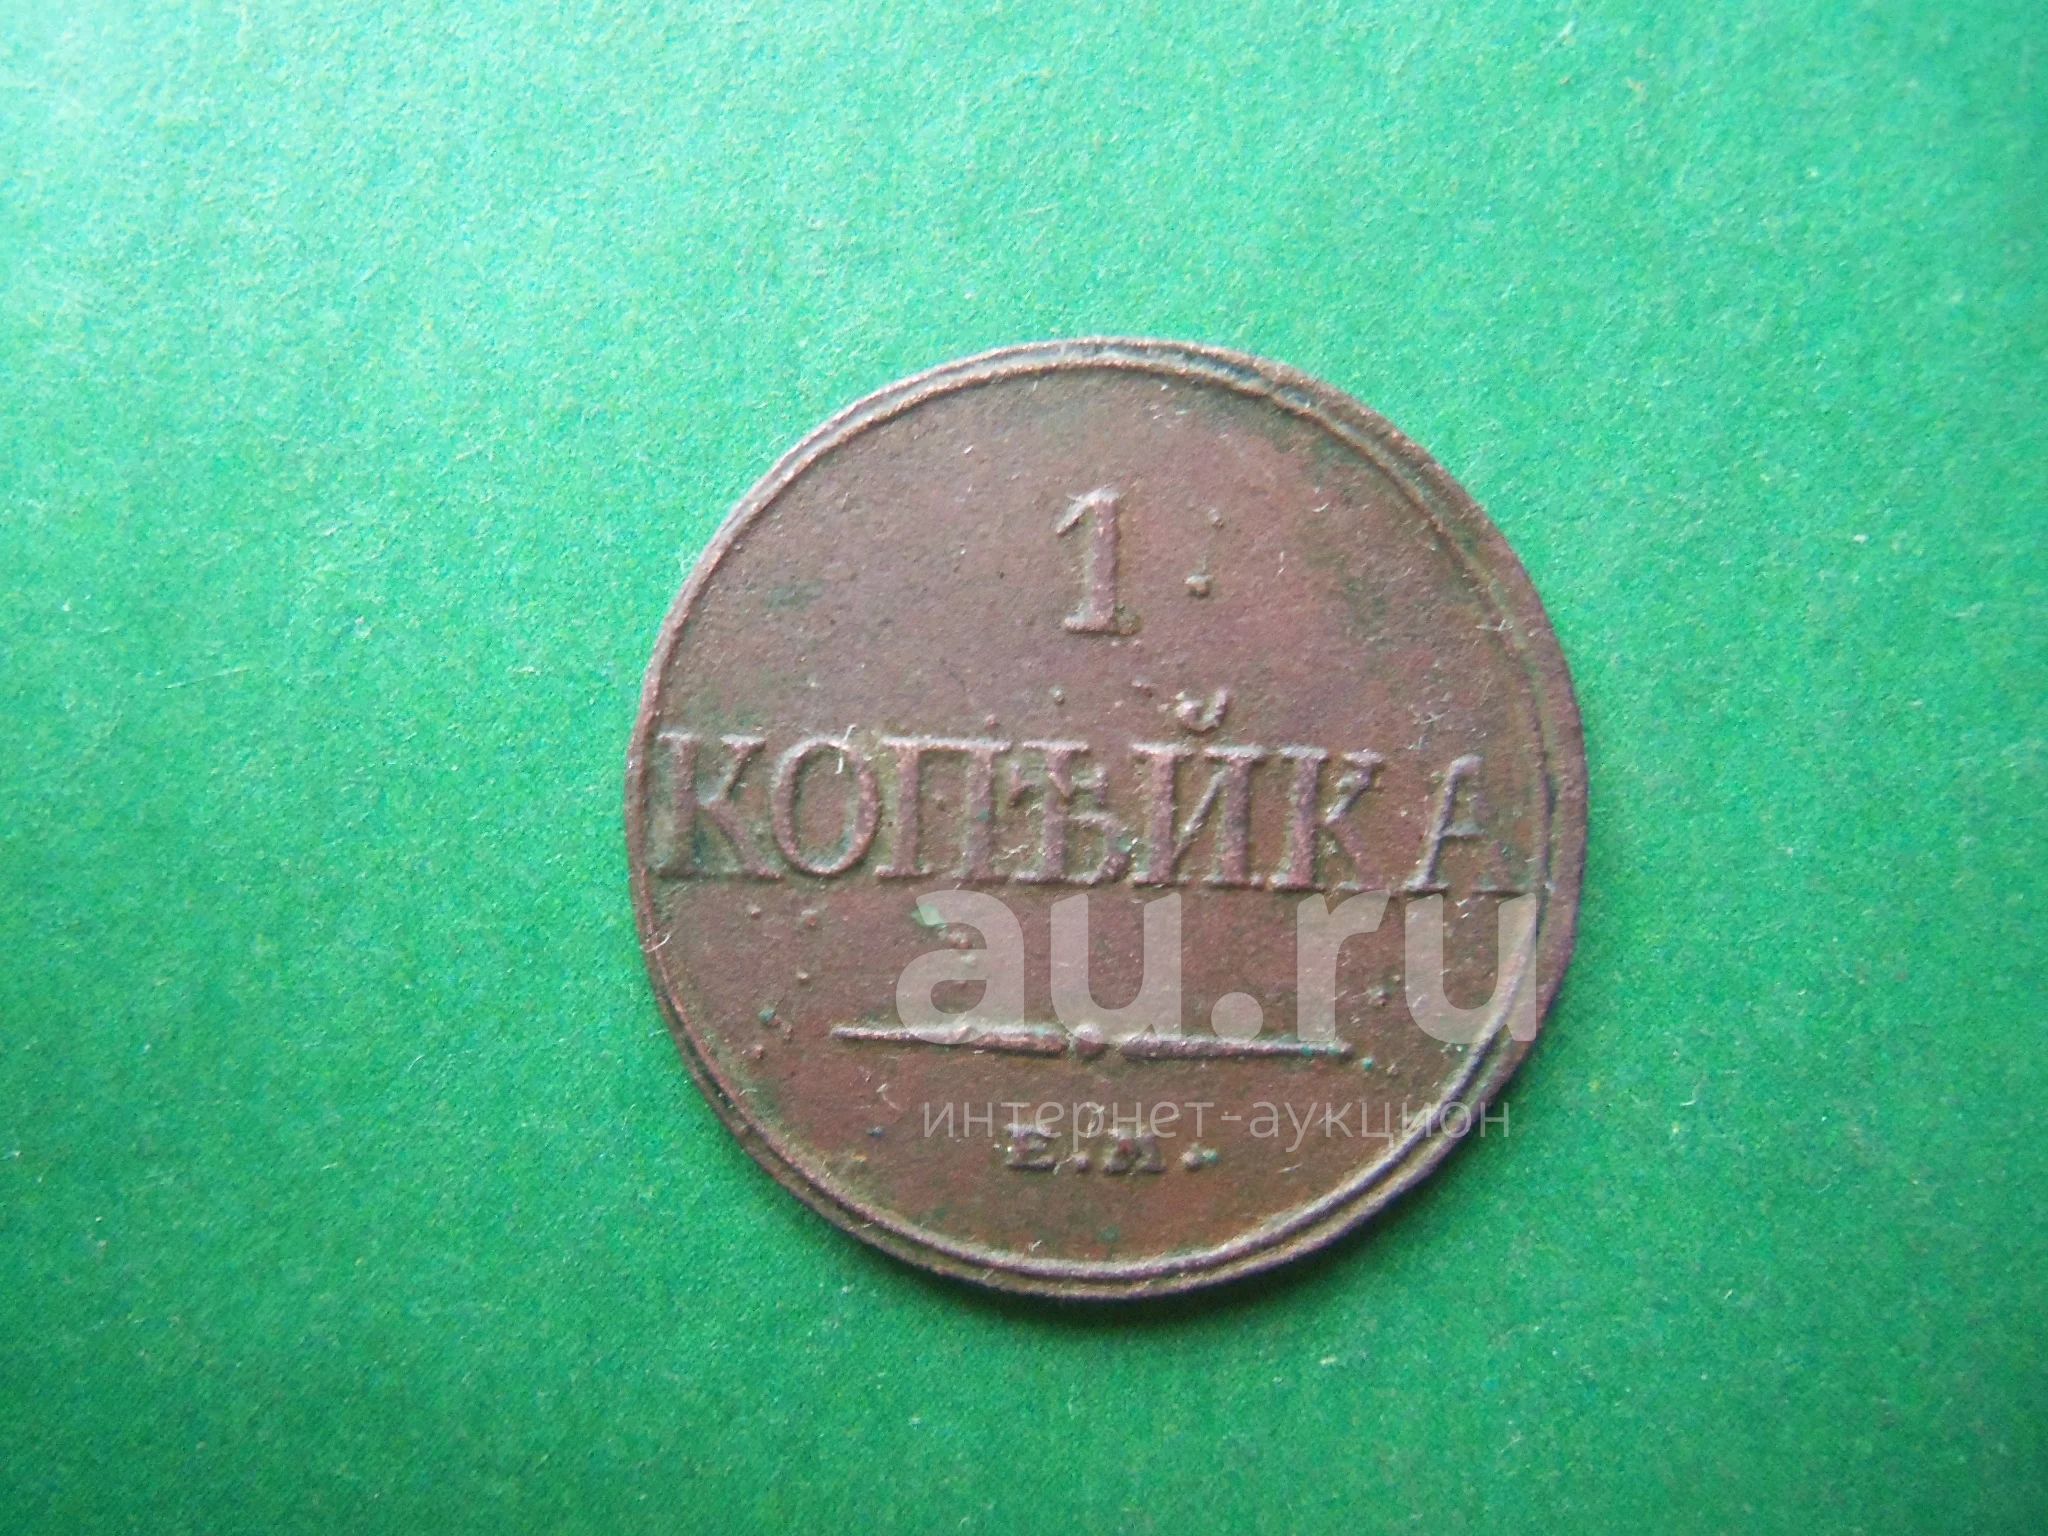 1
КОПѢЙКА
au.ru
интернет-аукцион
Е.М.